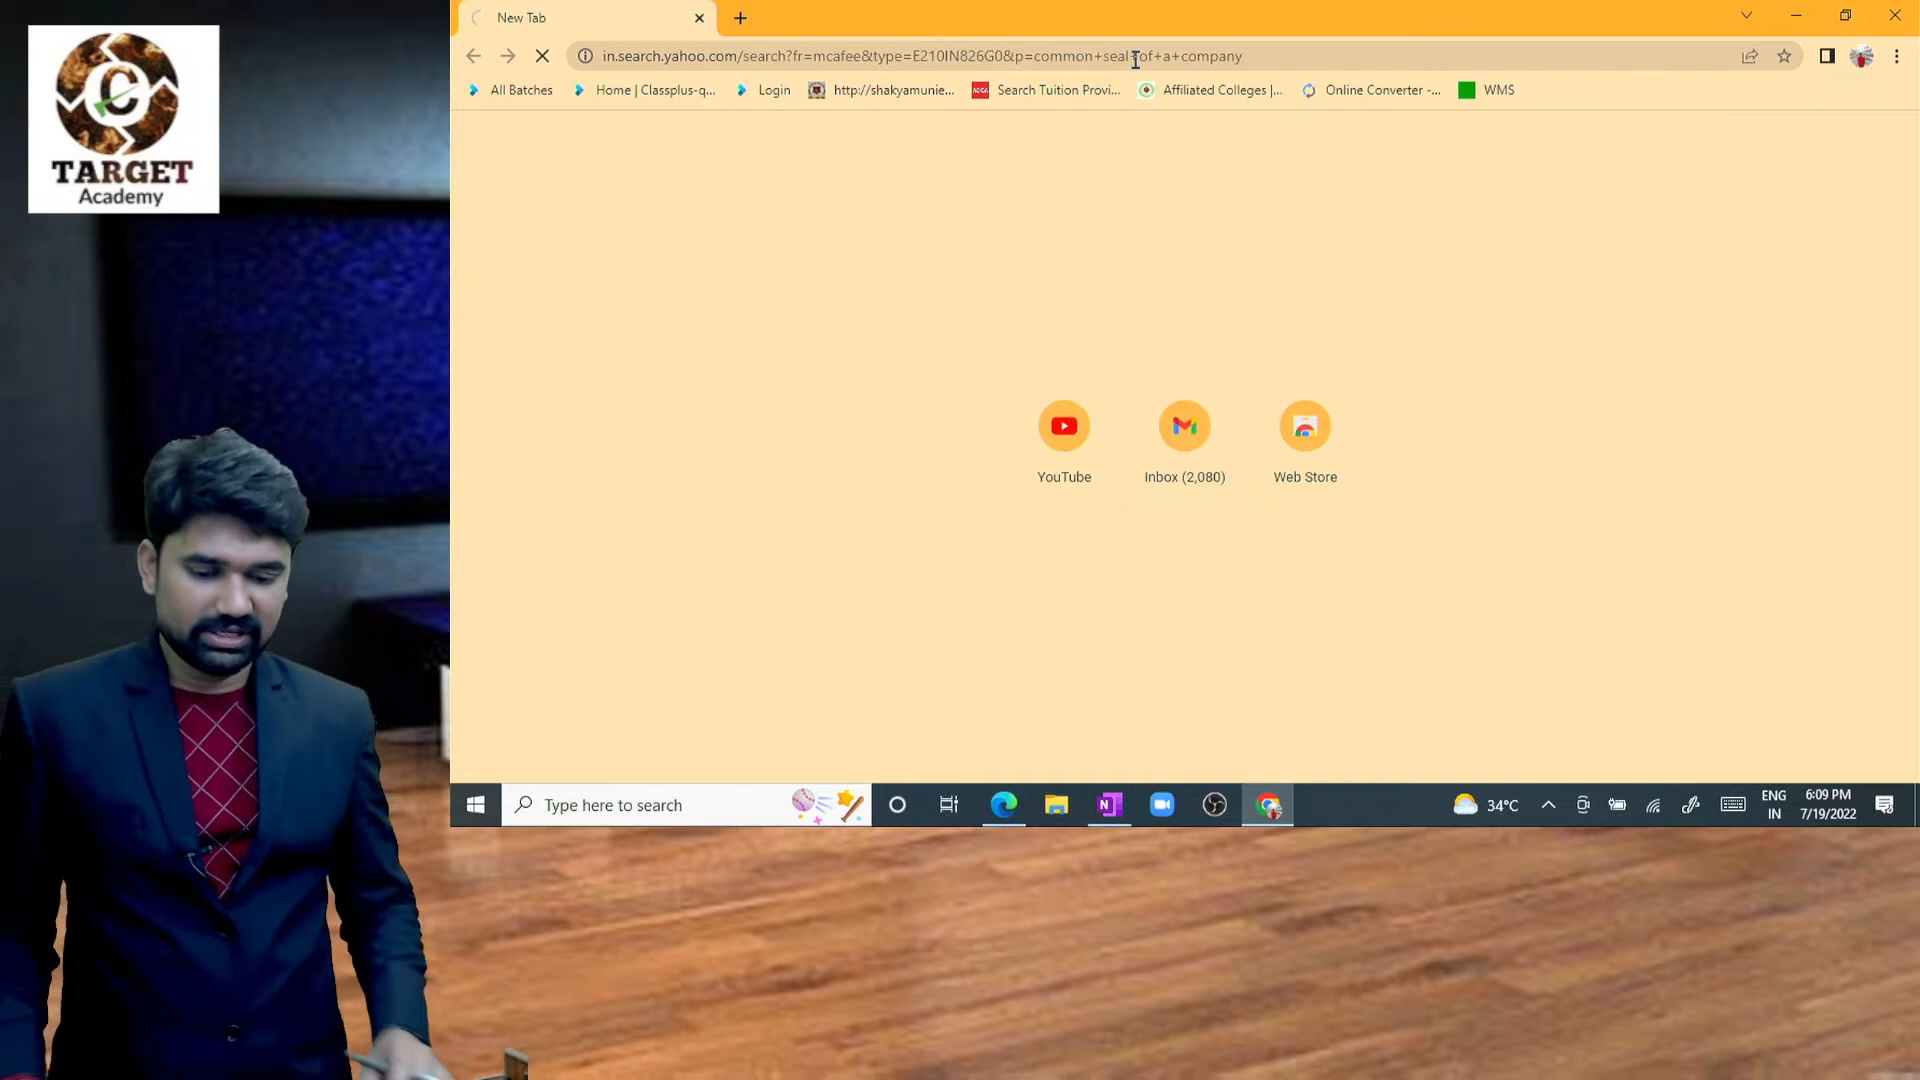 C
TARGET
Academy
New Tab
in.search.yahoo.com/search?fr=mcafee&type=E210IN826G0&p=common+seal+of+a+company
All Batches
Home | Classplus-q...
Login
http://shakyamunie...
Search Tuition Provi...
Affiliated Colleges |...
Online Converter -...
WMS
YouTube
Inbox (2,080)
Web Store
Type here to search
34°C
ENG
IN
6:09 PM
7/19/2022